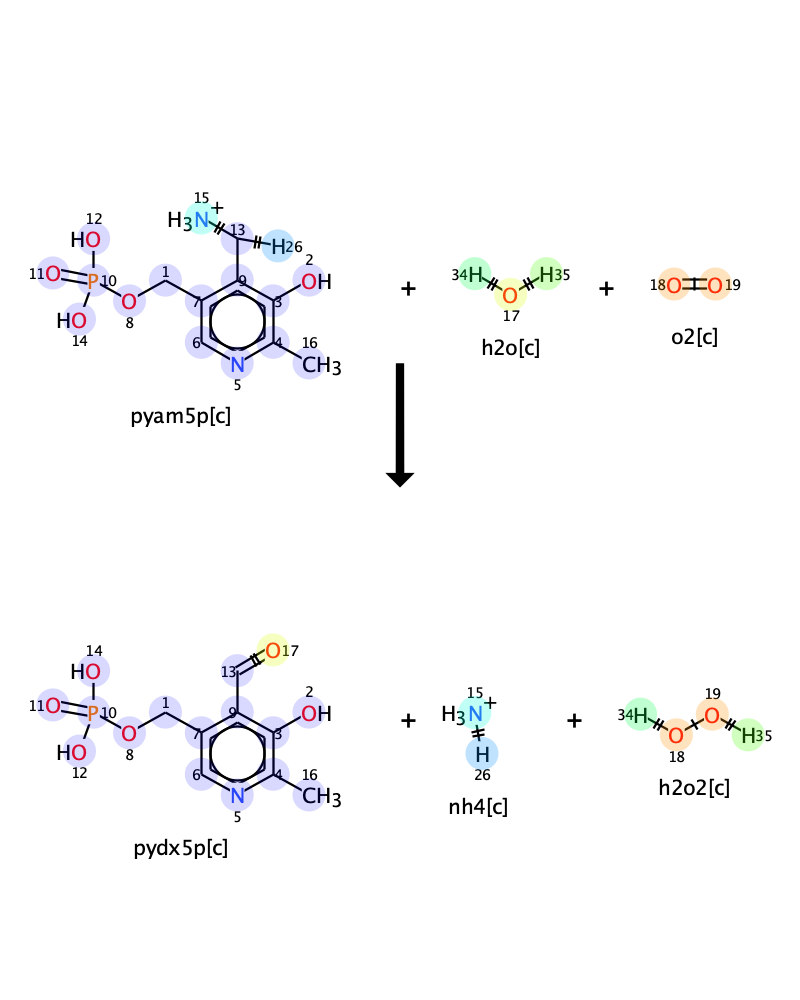 15
H3N+
13
H26
12
HO
2
OH
11O
P10
1
9
O
8
7
3
HO
14
6
4
16
CH3
N
5
pyam5p[c]
+
34H
H35
O
17
h2o[c]
+
18O
O19
o2[c]
O17
13
14
HO
2
OH
11O
P10
1
9
O
8
7
3
HO
12
6
4
16
CH3
N
5
pydx5p[c]
+
15
H3N+
H
26
nh4[c]
+
34H
19
O
O
18
H35
h2o2[c]